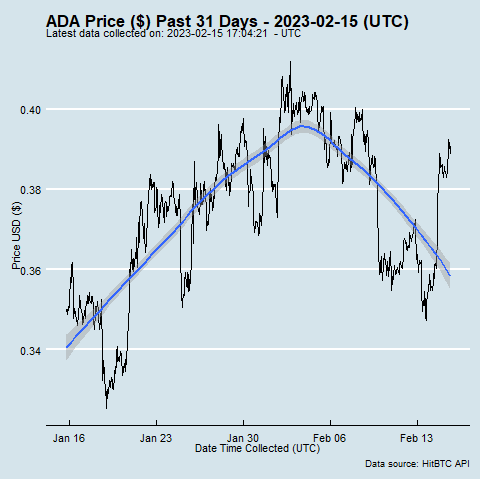 ADA Price ($) Past 31 Days - 2023-02-15 (UTC)
Latest data collected on: 2023-02-15 17:04:21 - UTC
Price USD ($)
0.40
0.38
0.36
0.34
Jan 16
Jan 23
Jan 30
Feb 06
Feb 13
Date Time Collected (UTC)
Data source: HitBTC API